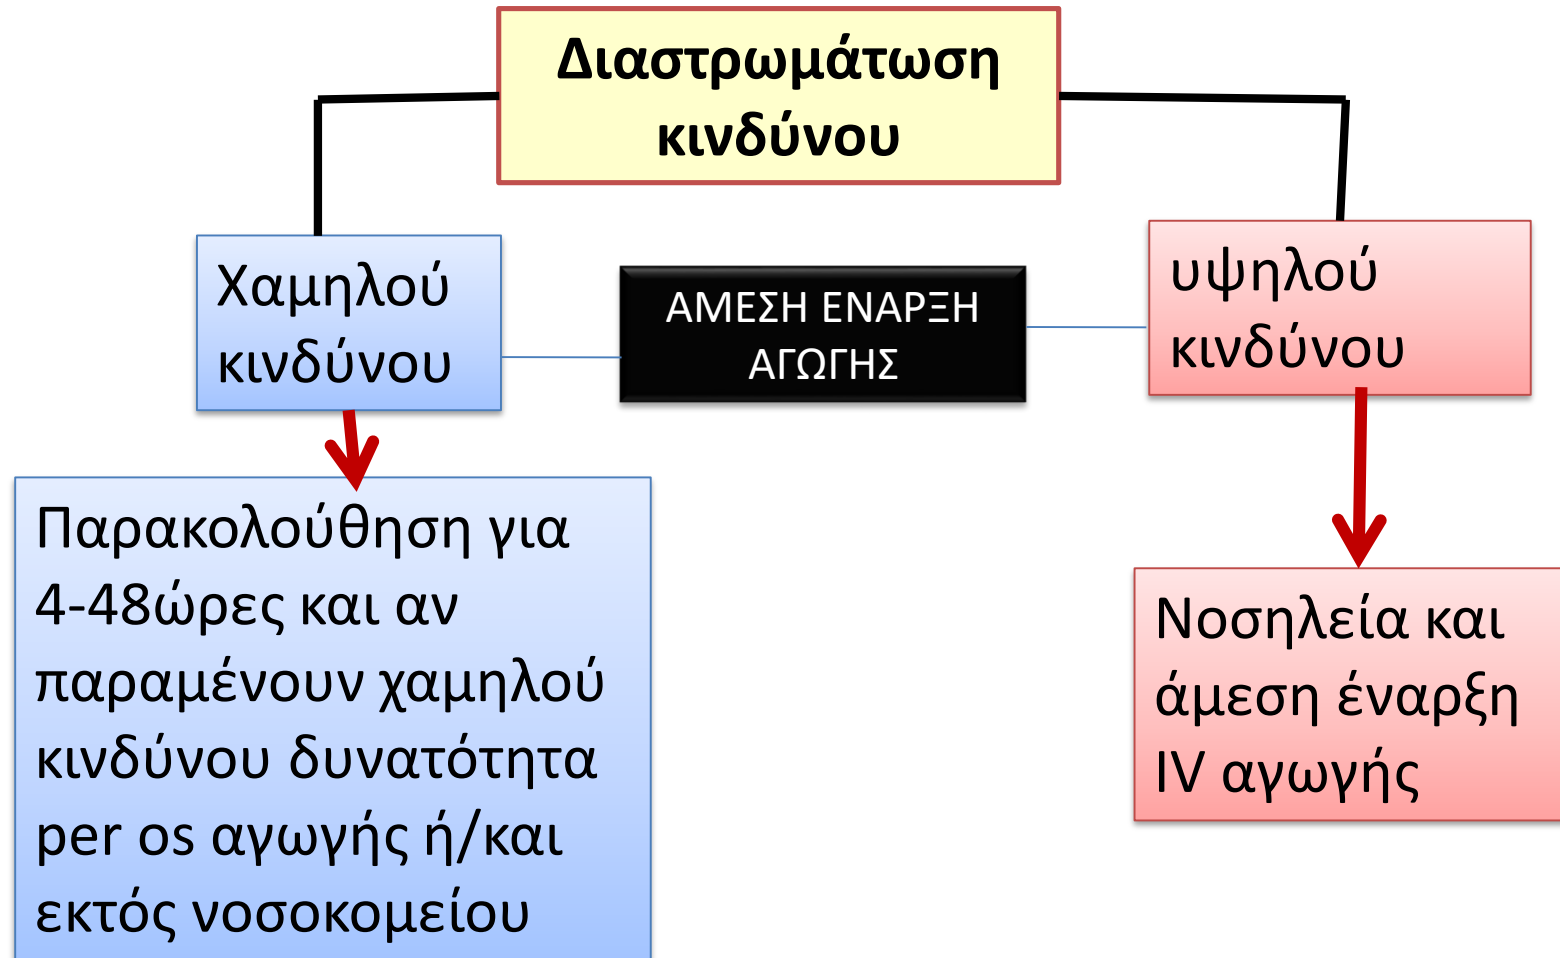 Διαστρωμάτωση
κινδύνου
Χαμηλού
κινδύνου
ΑΜΕΣΗ ΕΝΑΡΞΗ
ΑΓΩΓΗΣ
υψηλού
κινδύνου
Παρακολούθηση για
4-48ώρες και αν
παραμένουν χαμηλού
κινδύνου δυνατότητα
per os αγωγής ή/και
εκτός νοσοκομείου
Νοσηλεία και
άμεση έναρξη
IV αγωγής